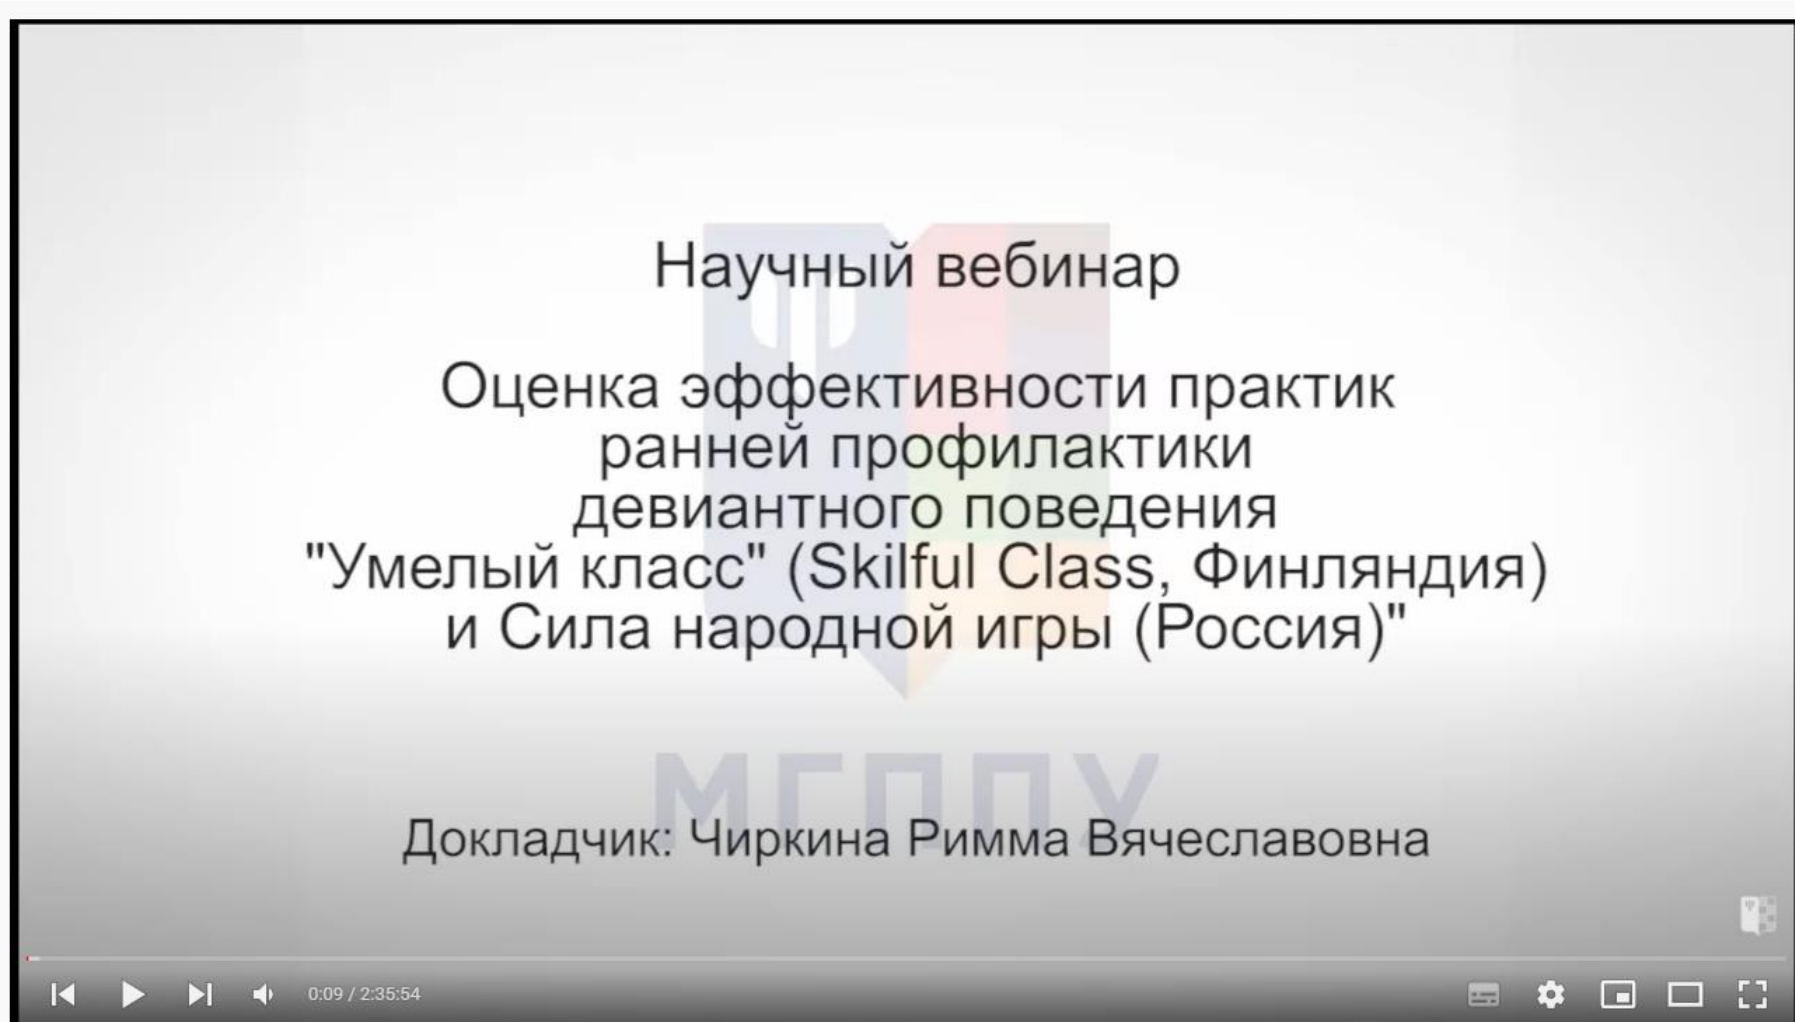 Научный вебинар
Оценка эффективности практик
ранней профилактики
девиантного поведения
"Умелый класс" (Skilful Class, Финляндия)
и Сила народной игры (Россия)"
МГППУ
Докладчик: Чиркина Римма Вячеславовна
0:09 / 2:35:54